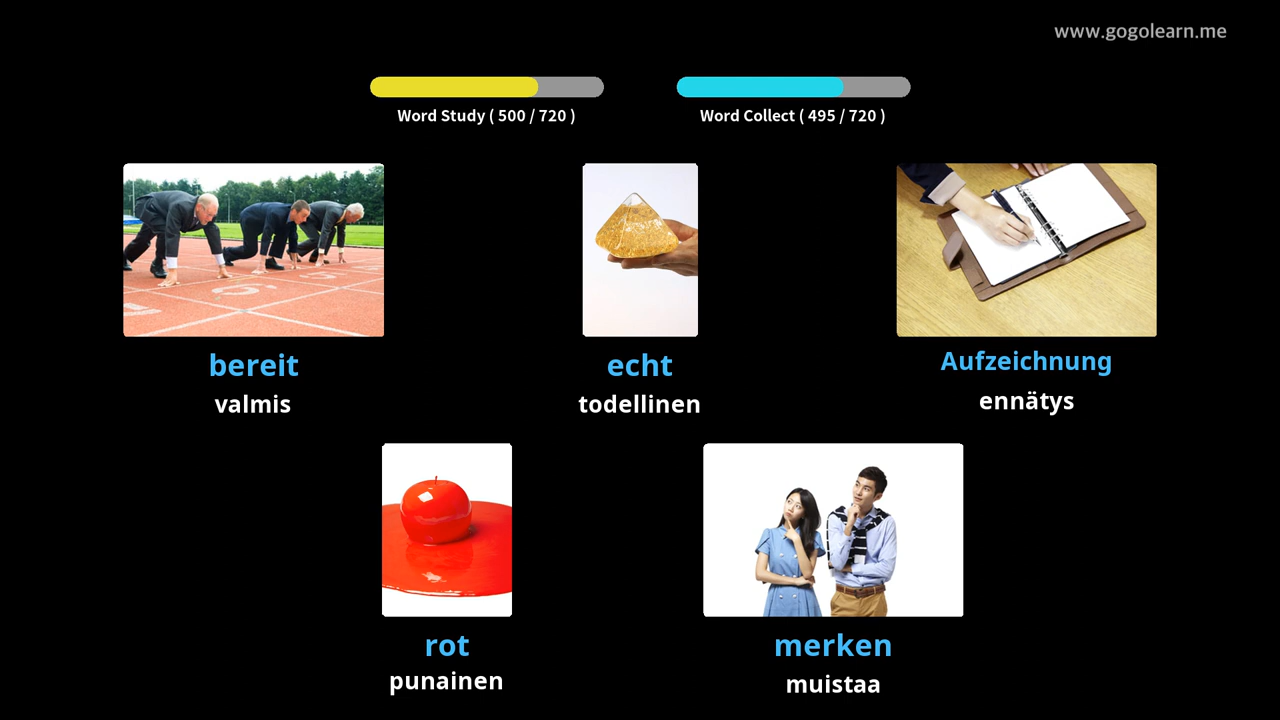 www.gogolearn.me
Word Study ( 500 / 720 )
Word Collect ( 495 / 720 )
bereit
valmis
echt
todellinen
Aufzeichnung
ennätys
rot
punainen
merken
muistaa